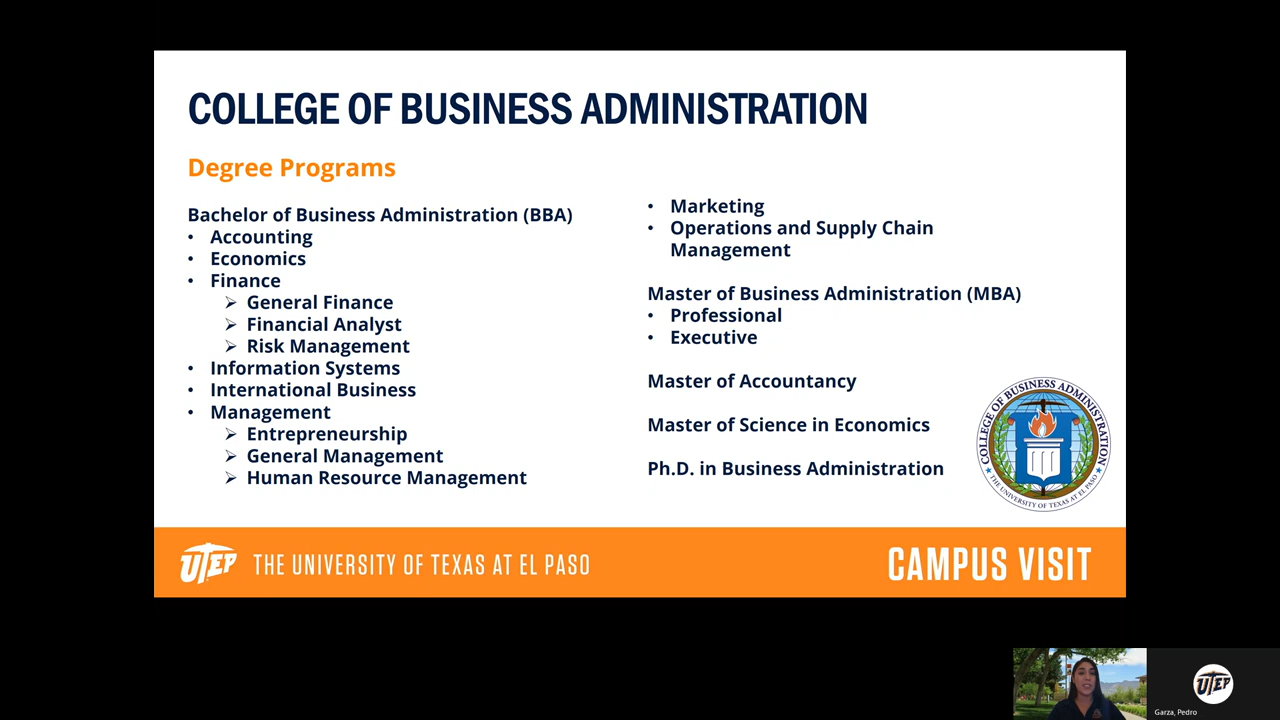 COLLEGE OF BUSINESS ADMINISTRATION
Degree Programs
Bachelor of Business Administration (BBA)
• Accounting
• Economics
• Finance
➢ General Finance
➢ Financial Analyst
➢ Risk Management
• Information Systems
• International Business
• Management
➢ Entrepreneurship
➢ General Management
➢ Human Resource Management
• Marketing
• Operations and Supply Chain
Management
Master of Business Administration (MBA)
• Professional
• Executive
Master of Accountancy
Master of Science in Economics
Ph.D. in Business Administration
COLLEGE OF BUSINESS ADMINISTRATION
THE UNIVERSITY OF TEXAS AT EL PASO
UTEP THE UNIVERSITY OF TEXAS AT EL PASO
CAMPUS VISIT
UTEP
Garza, Pedro